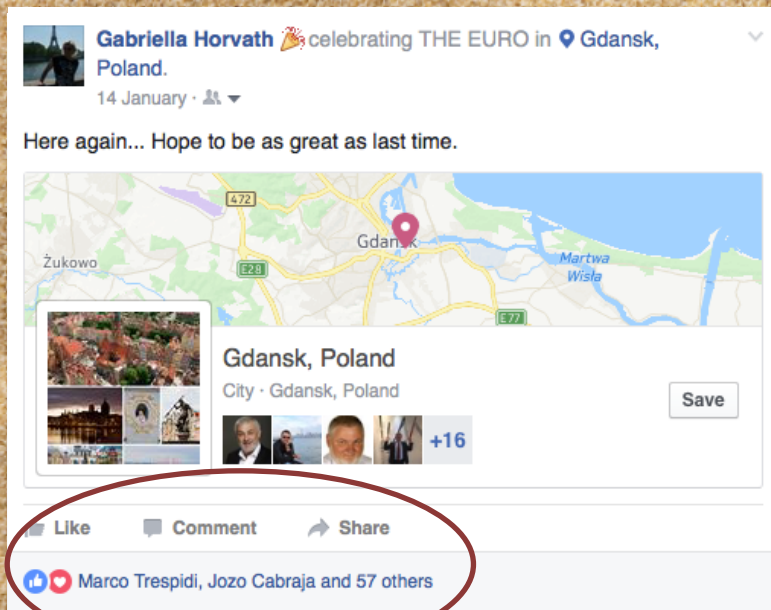 Gabriella Horvath celebrating THE EURO in Gdansk,
Poland.
14 January ·
Here again... Hope to be as great as last time.
472
Gdansk
Żukowo
E28
Martwa
Wisła
E77
Gdansk, Poland
City · Gdansk, Poland
Save
+16
Like Comment Share
Marco Trespidi, Jozo Cabraja and 57 others